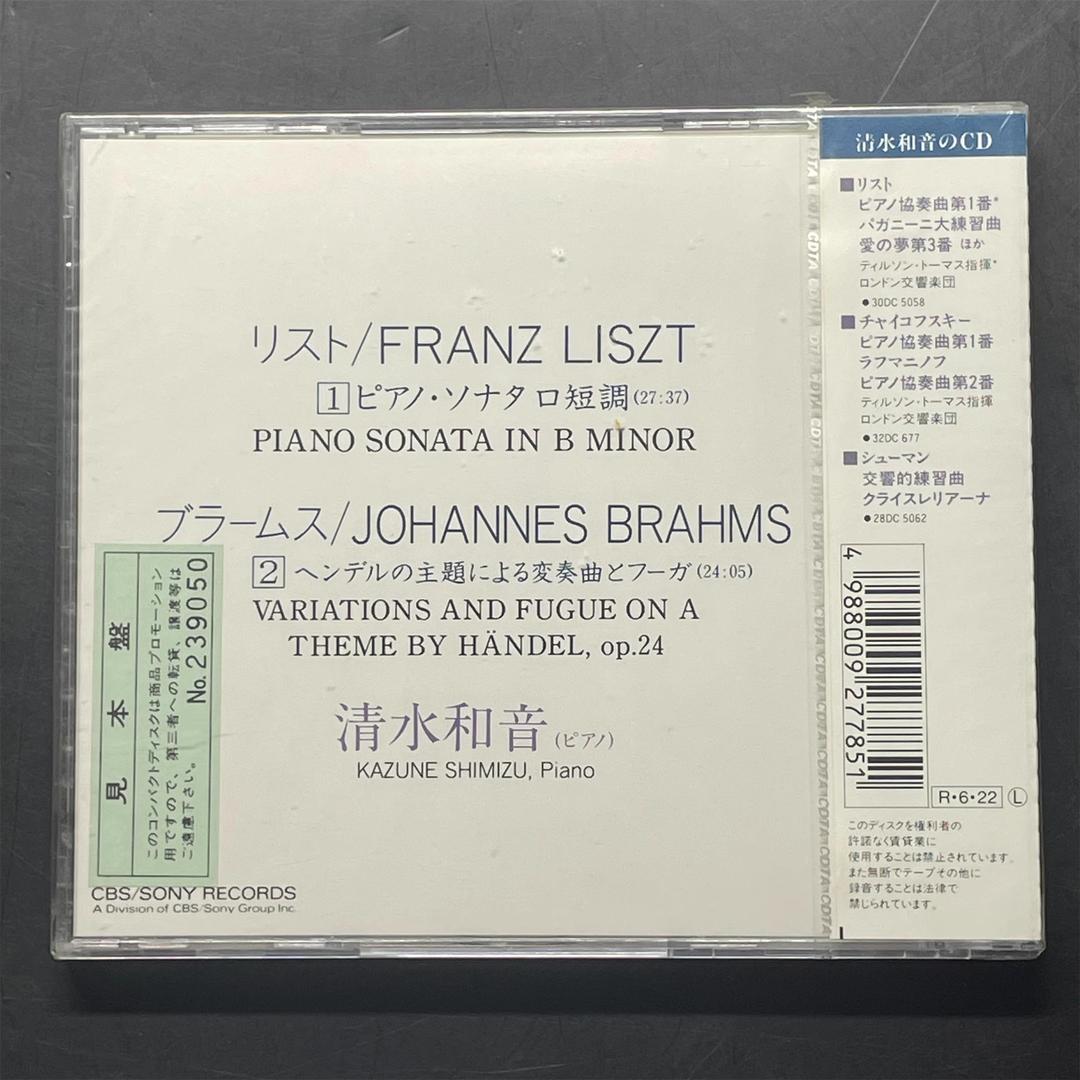 リスト/FRANZ LISZT
1 ピアノ・ソナタ ロ短調(27:37)
PIANO SONATA IN B MINOR
ブラームス/JOHANNES BRAHMS
2 ヘンデルの主題による変奏曲とフーガ(24:05)
VARIATIONS AND FUGUE ON A
THEME BY HÄNDEL, op.24
清水和音(ピアノ)
KAZUNE SHIMIZU, Piano
見本盤
このコンパクトディスクは商品プロモーション
用ですので、第三者への転貸、譲渡等は
ご遠慮下さい。
No.239050
CBS/SONY RECORDS
A Division of CBS/Sony Group Inc.
清水和音のCD
■リスト
ピアノ協奏曲第1番*
パガニーニ大練習曲
愛の夢第3番 ほか
ティルソン・トーマス指揮*
ロンドン交響楽団
●30DC 5058
■チャイコフスキー
ピアノ協奏曲第1番
ラフマニノフ
ピアノ協奏曲第2番
ティルソン・トーマス指揮
ロンドン交響楽団
●32DC 677
■シューマン
交響的練習曲
クライスレリアーナ
●28DC 5062
4 988009 277851
R・6・22 Ⓛ
このディスクを権利者の
許諾なく賃貸業に
使用することは禁止されています。
また無断でテープその他に
録音することは法律で
禁じられています。